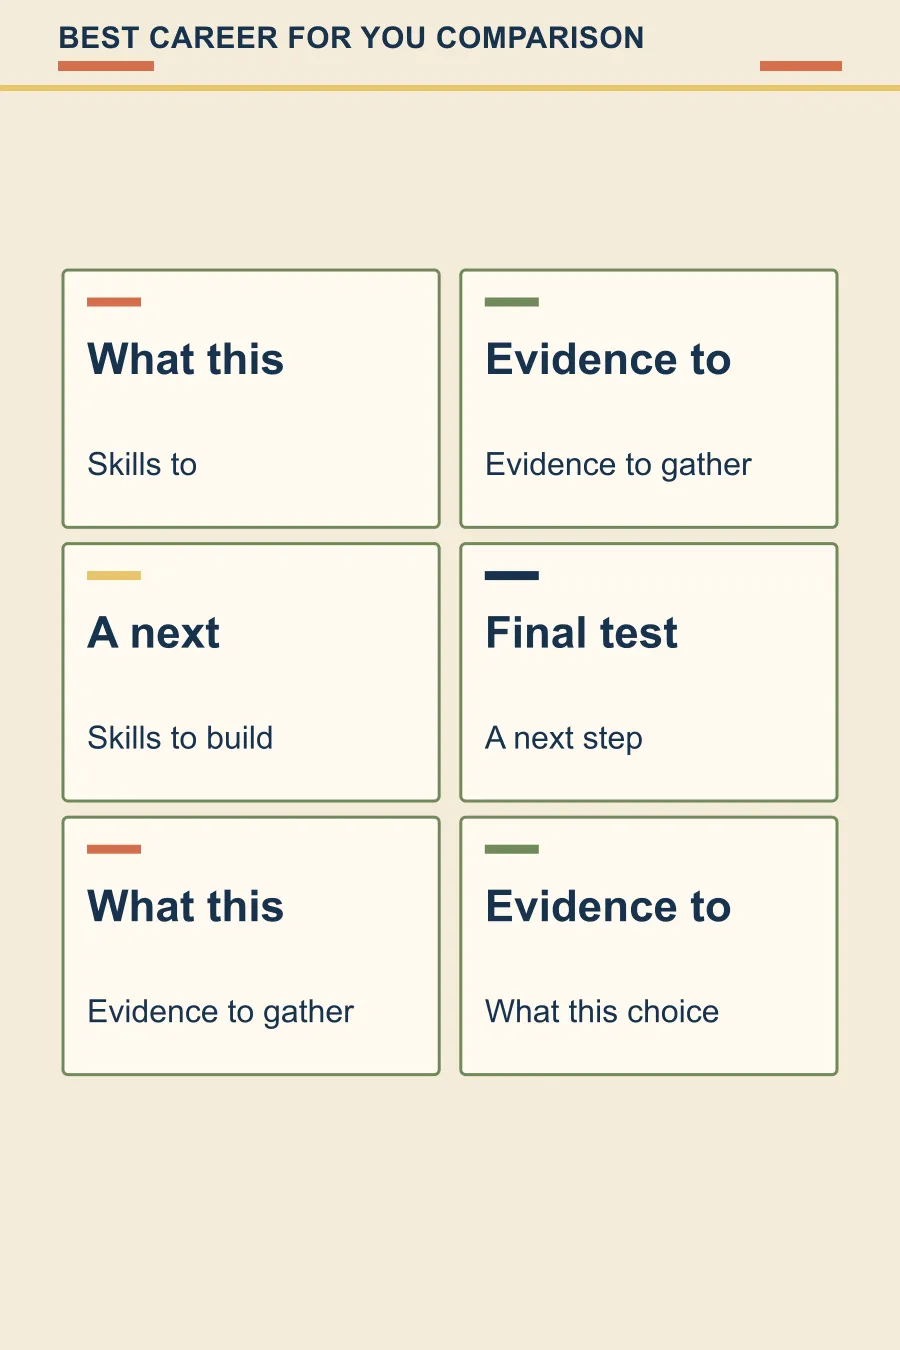 BEST CAREER FOR YOU COMPARISON
What this
Skills to
Evidence to
Evidence to gather
A next
Skills to build
Final test
A next step
What this
Evidence to gather
Evidence to
What this choice